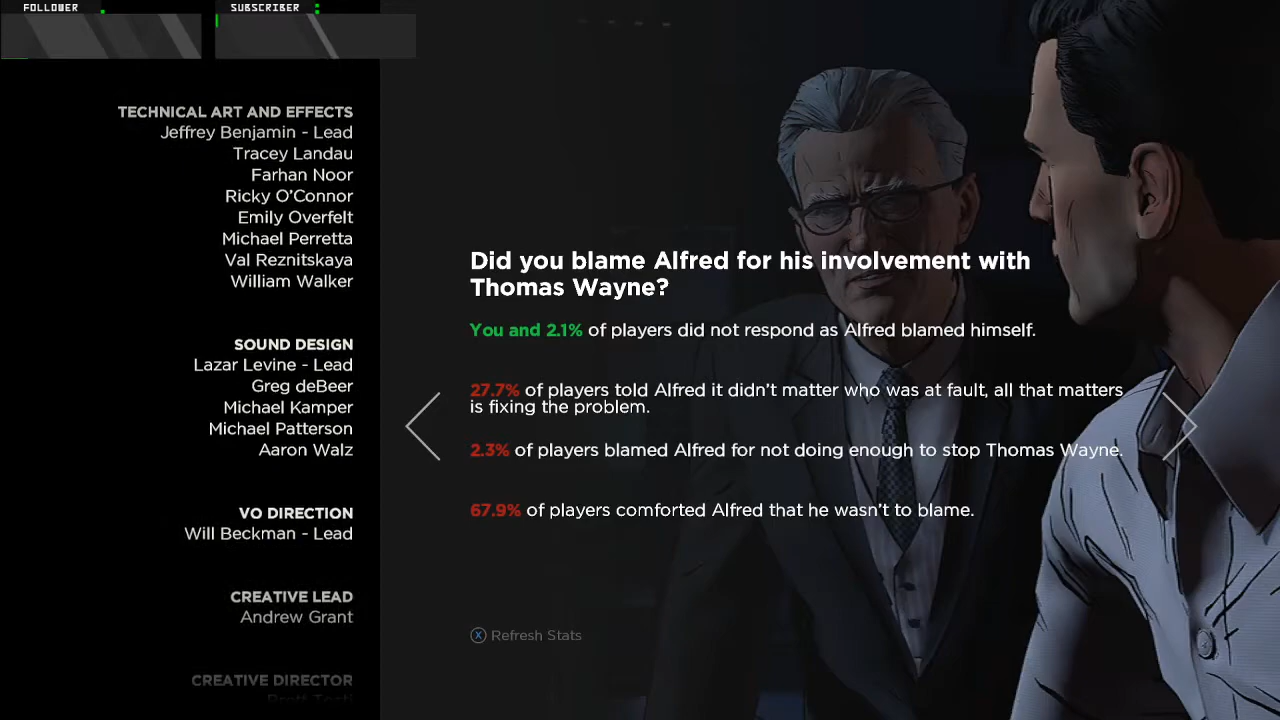 FOLLOWER
SUBSCRIBER
TECHNICAL ART AND EFFECTS
Jeffrey Benjamin - Lead
Tracey Landau
Farhan Noor
Ricky O'Connor
Emily Overfelt
Michael Perretta
Val Reznitskaya
William Walker
SOUND DESIGN
Lazar Levine - Lead
Greg deBeer
Michael Kamper
Michael Patterson
Aaron Walz
VO DIRECTION
Will Beckman - Lead
CREATIVE LEAD
Andrew Grant
CREATIVE DIRECTOR
Did you blame Alfred for his involvement with
Thomas Wayne?
You and 2.1% of players did not respond as Alfred blamed himself.
27.7% of players told Alfred it didn't matter who was at fault, all that matters
is fixing the problem.
2.3% of players blamed Alfred for not doing enough to stop Thomas Wayne.
67.9% of players comforted Alfred that he wasn't to blame.
X Refresh Stats